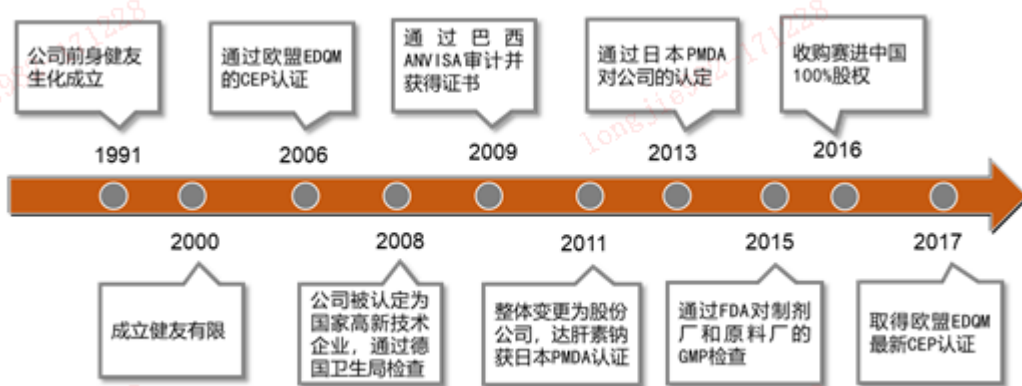 公司前身健友
生化成立
通过欧盟EDQM
的CEP认证
通过巴西
ANVISA审计并
获得证书
通过日本PMDA
对公司的认定
收购赛进中国
100%股权
1991
2006
2009
2013
2016
2000
2008
2011
2015
2017
成立健友有限
公司被认定为
国家高新技术
企业，通过德
国卫生局检查
整体变更为股份
公司，达肝素钠
获日本PMDA认证
通过FDA对制剂
厂和原料厂的
GMP检查
取得欧盟EDQM
最新CEP认证